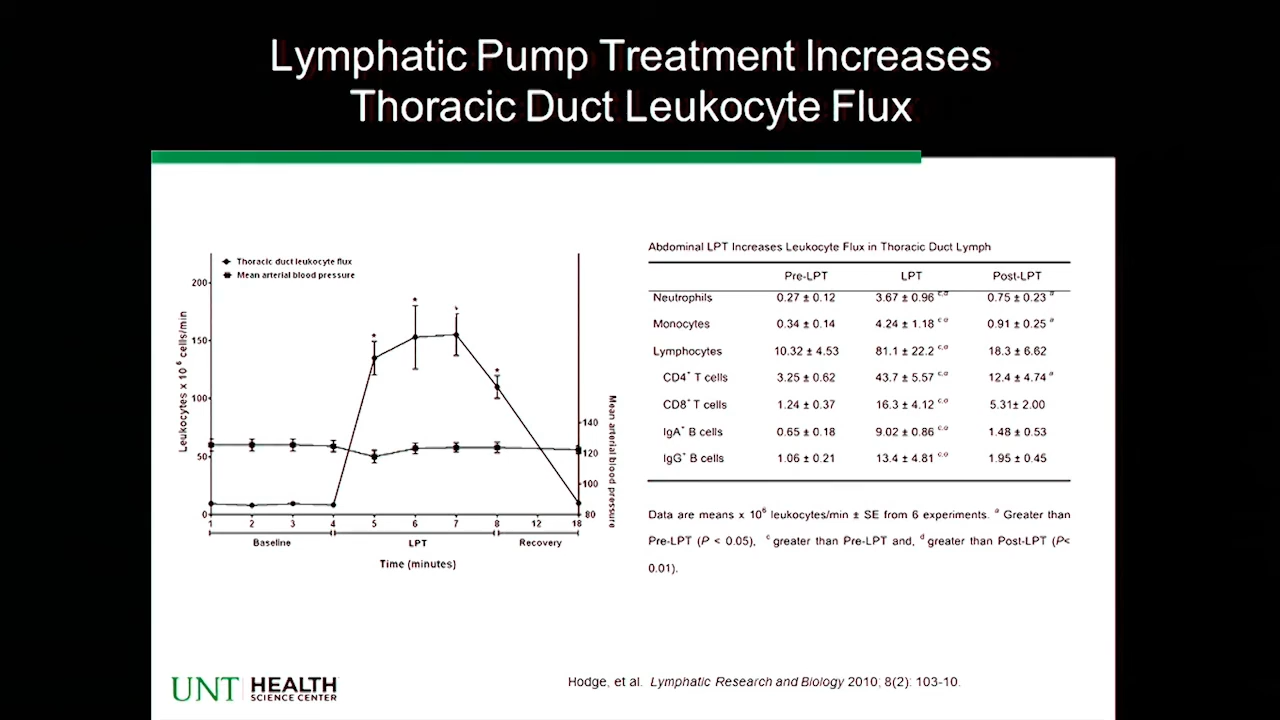 Lymphatic Pump Treatment Increases
Thoracic Duct Leukocyte Flux
Thoracic duct leukocyte flux
Mean arterial blood pressure
Leukocytes x 10⁶ cells/min
200
150
100
50
0
* * * *
Mean arterial blood pressure
140
120
100
80
1 2 3 4 5 6 7 8 12 18
Baseline LPT Recovery
Time (minutes)
Abdominal LPT Increases Leukocyte Flux in Thoracic Duct Lymph
Pre-LPT LPT Post-LPT
Neutrophils 0.27 ± 0.12 3.67 ± 0.96 0.75 ± 0.23 ᵃ
Monocytes 0.34 ± 0.14 4.24 ± 1.18 0.91 ± 0.25 ᵃ
Lymphocytes 10.32 ± 4.53 81.1 ± 22.2 18.3 ± 6.62
CD4⁺ T cells 3.25 ± 0.62 43.7 ± 5.57 12.4 ± 4.74 ᵃ
CD8⁺ T cells 1.24 ± 0.37 16.3 ± 4.12 5.31± 2.00
IgA⁺ B cells 0.65 ± 0.18 9.02 ± 0.86 1.48 ± 0.53
IgG⁺ B cells 1.06 ± 0.21 13.4 ± 4.81 1.95 ± 0.45
Data are means x 10⁶ leukocytes/min ± SE from 6 experiments. ᵃ Greater than
Pre-LPT (P < 0.05), ᶜ greater than Pre-LPT and, ᵈ greater than Post-LPT (P<
0.01).
UNT HEALTH
SCIENCE CENTER
Hodge, et al. Lymphatic Research and Biology 2010; 8(2): 103-10.